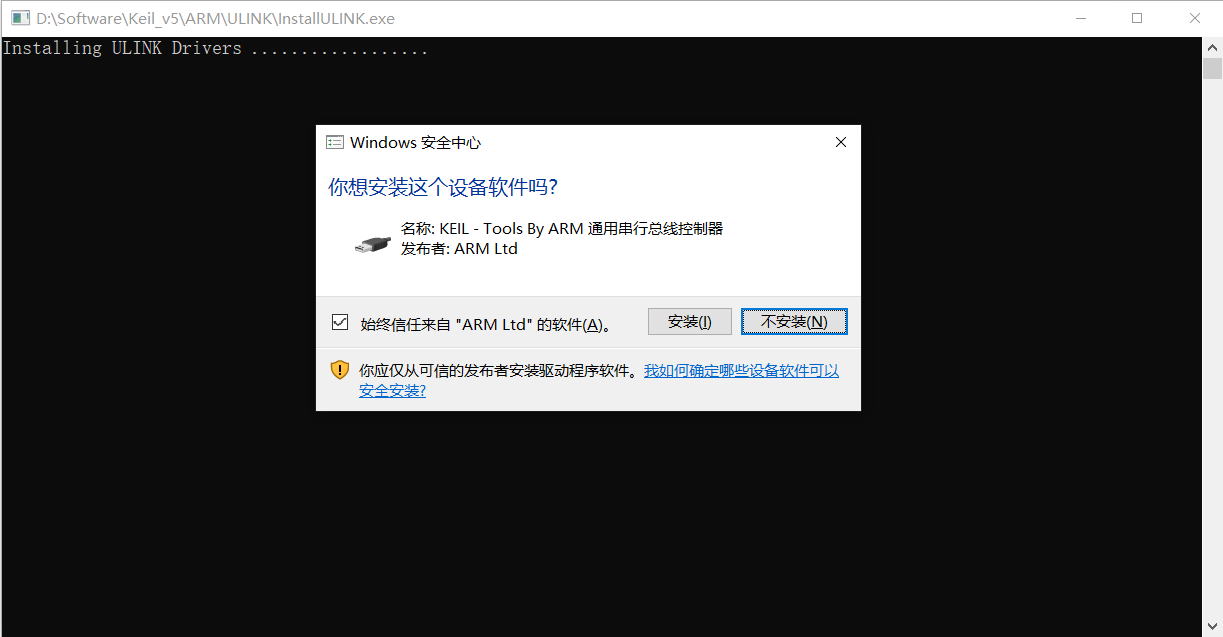 D:\Software\Keil_v5\ARM\ULINK\InstallULINK.exe
Installing ULINK Drivers ..................
Windows 安全中心
你想安装这个设备软件吗?
名称: KEIL - Tools By ARM 通用串行总线控制器
发布者: ARM Ltd
始终信任来自 "ARM Ltd" 的软件(A)。
安装(I)
不安装(N)
你应仅从可信的发布者安装驱动程序软件。我如何确定哪些设备软件可以
安全安装?